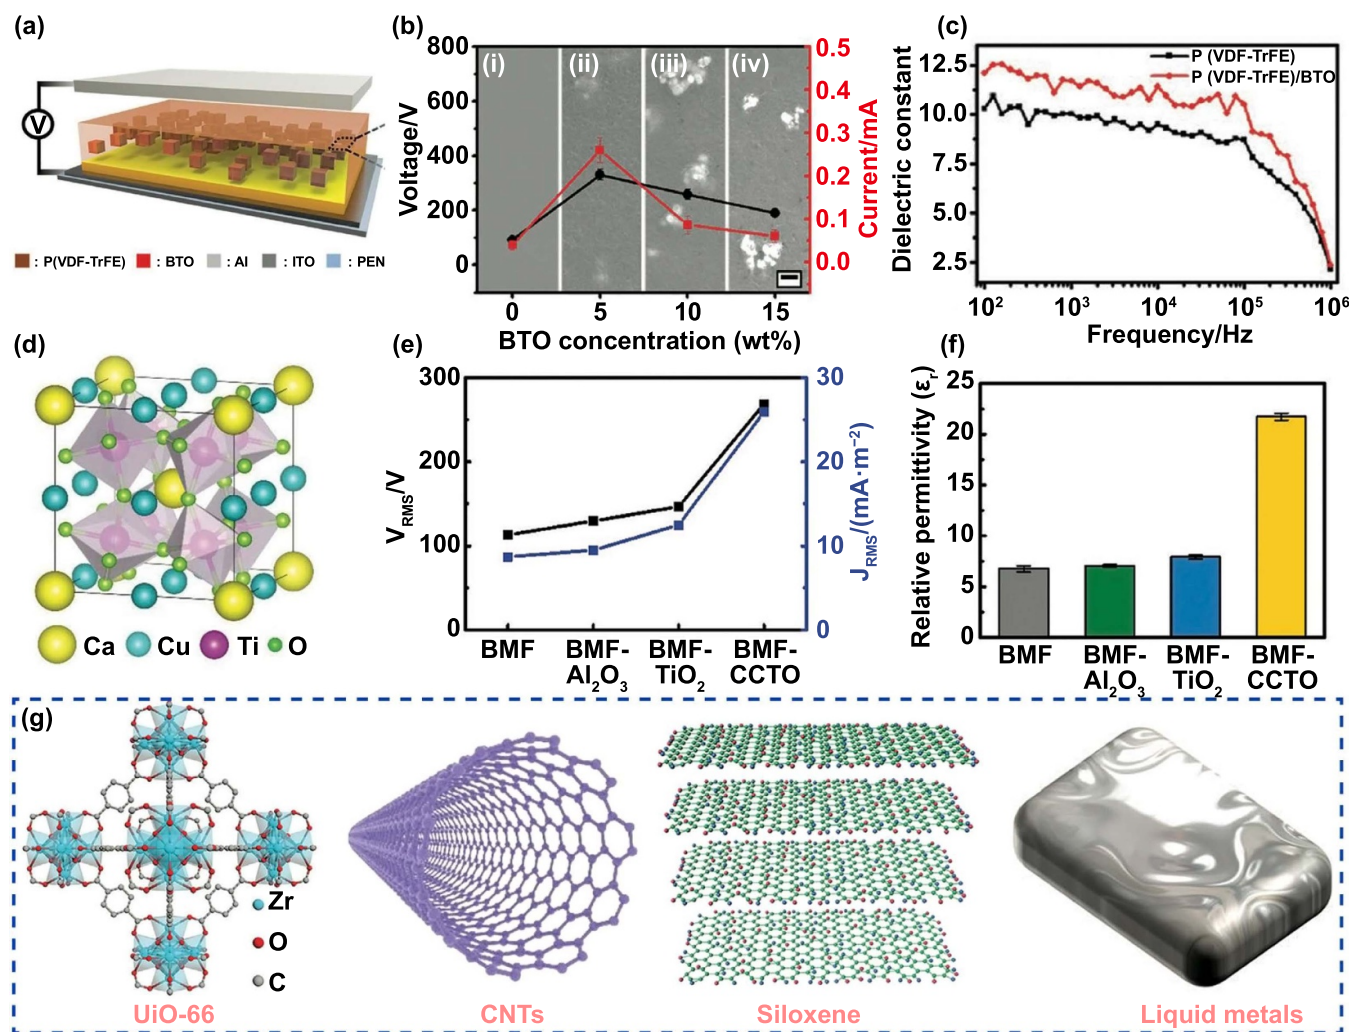 (a)
V
: P(VDF-TrFE) : BTO : Al : ITO : PEN
(b)
(i) (ii) (iii) (iv)
800
600
400
200
0
Voltage/V
0.5
0.4
0.3
0.2
0.1
0.0
Current/mA
0 5 10 15
BTO concentration (wt%)
(c)
P (VDF-TrFE)
P (VDF-TrFE)/BTO
12.5
10.0
7.5
5.0
2.5
Dielectric constant
10² 10³ 10⁴ 10⁵ 10⁶
Frequency/Hz
(d)
Ca Cu Ti O
(e)
300
200
100
0
V_RMS/V
30
20
10
0
J_RMS/(mA·m⁻²)
BMF BMF- BMF- BMF-
Al₂O₃ TiO₂ CCTO
(f)
25
20
15
10
5
0
Relative permittivity (εᵣ)
BMF BMF- BMF- BMF-
Al₂O₃ TiO₂ CCTO
(g)
Zr
O
C
UiO-66 CNTs Siloxene Liquid metals